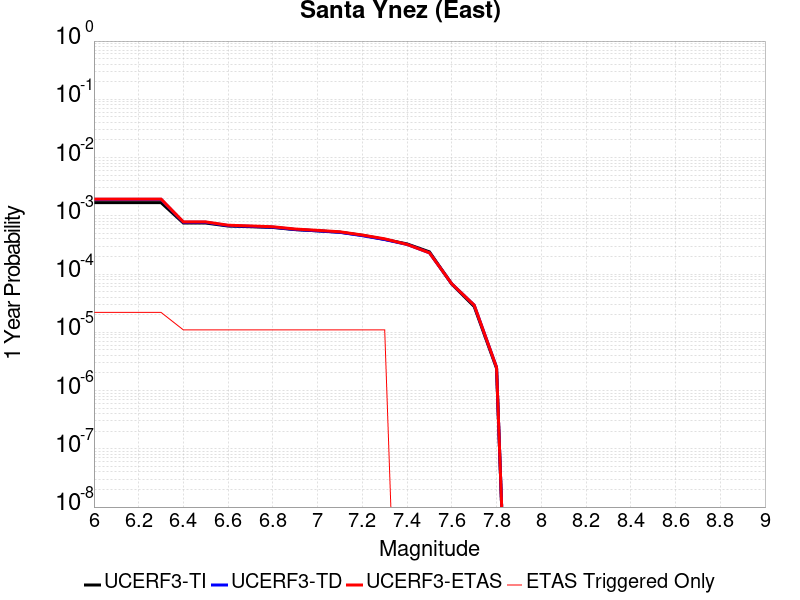 Santa Ynez (East)
10^0
10^-1
10^-2
10^-3
10^-4
10^-5
10^-6
10^-7
10^-8
1 Year Probability
6 6.2 6.4 6.6 6.8 7 7.2 7.4 7.6 7.8 8 8.2 8.4 8.6 8.8 9
Magnitude
UCERF3-TI UCERF3-TD UCERF3-ETAS ETAS Triggered Only